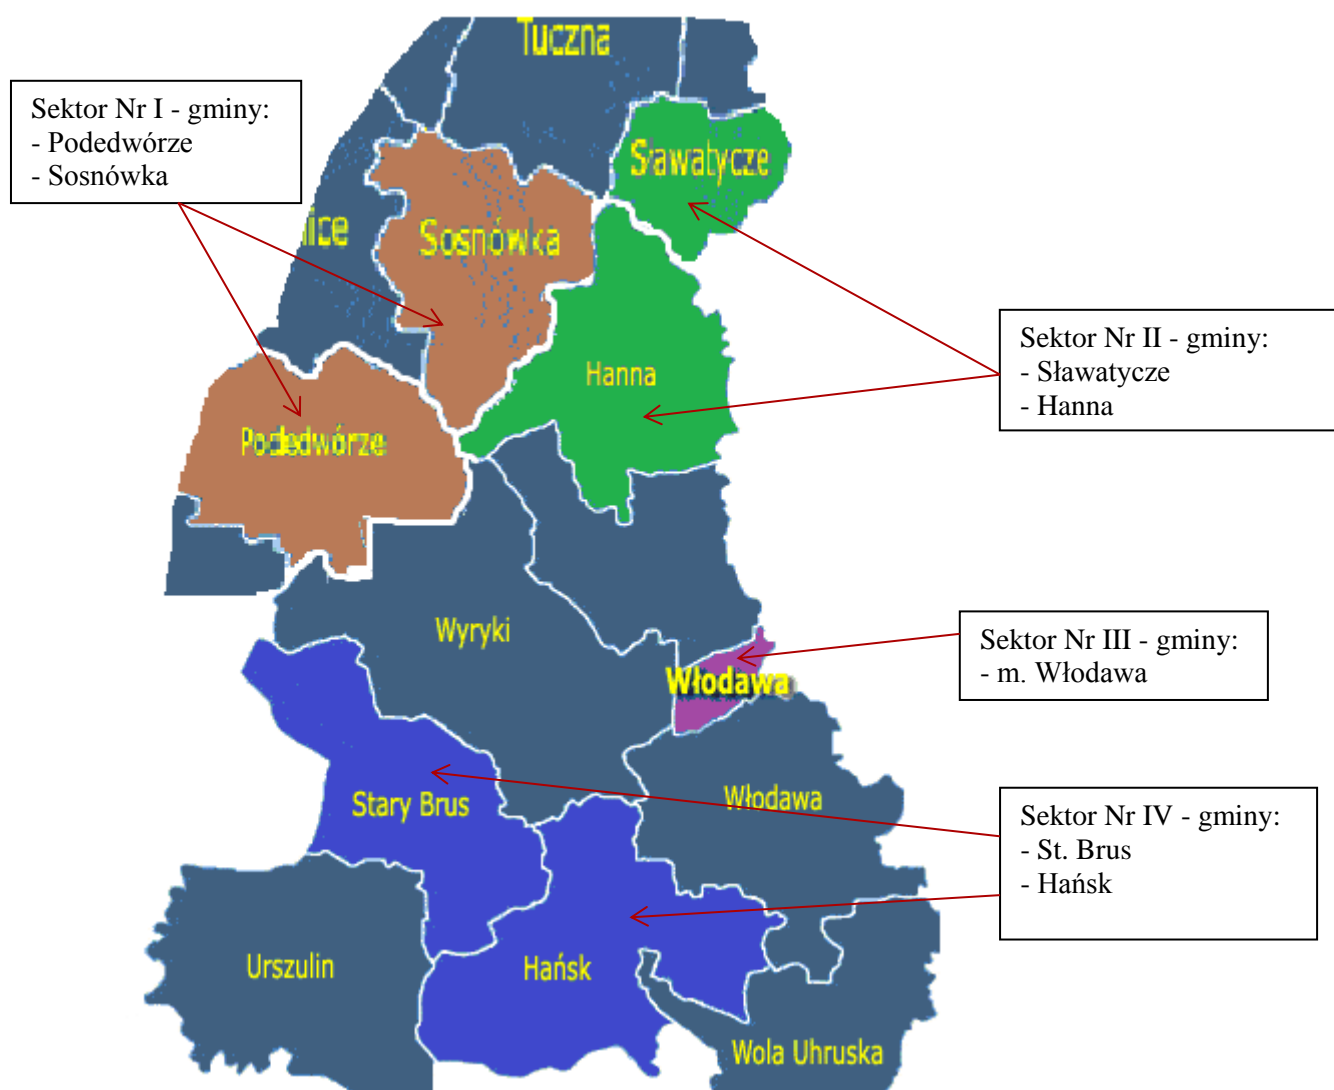 Tuczna
Sektor Nr I - gminy:
- Podedwórze
- Sosnówka
Sławatycze
nice
Sosnówka
Sektor Nr II - gminy:
- Sławatycze
- Hanna
Hanna
Podedwórze
Wyryki
Sektor Nr III - gminy:
- m. Włodawa
Włodawa
Włodawa
Stary Brus
Sektor Nr IV - gminy:
- St. Brus
- Hańsk
Urszulin
Hańsk
Wola Uhruska